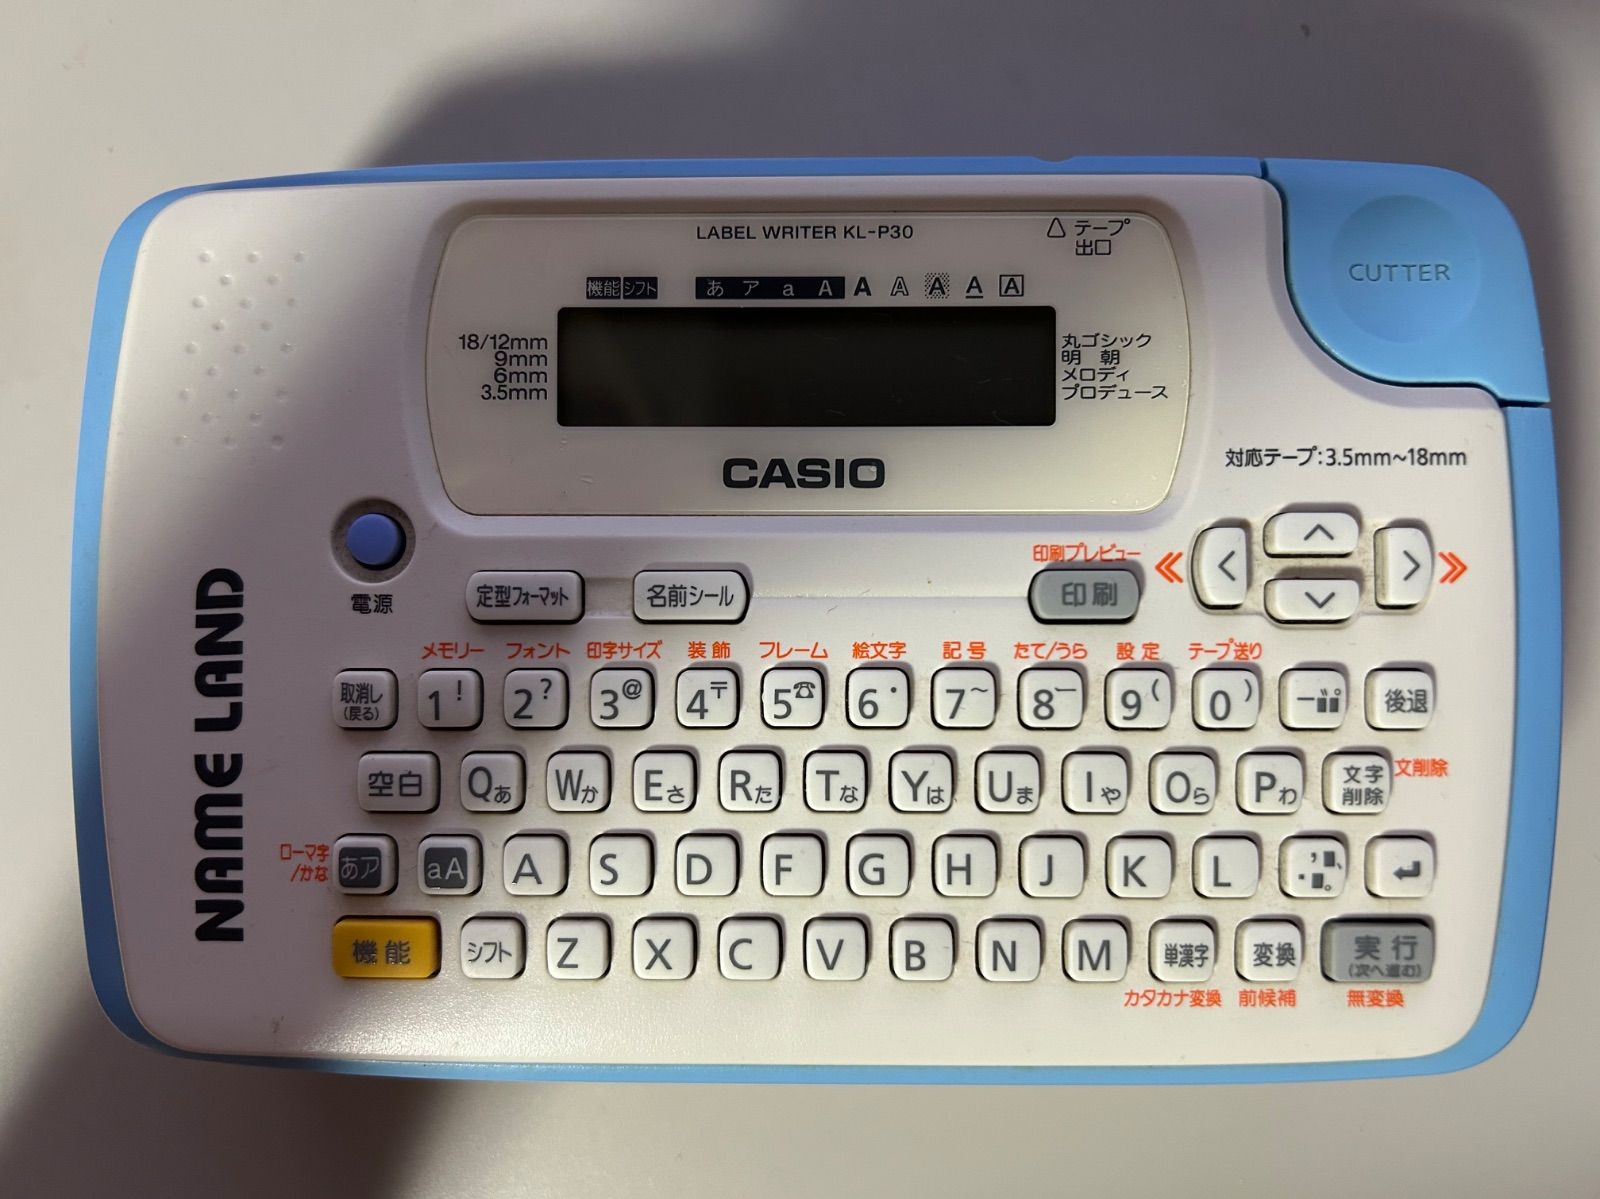 LABEL WRITER KL-P30
△ テープ
出口
CUTTER
機能 シフト あ ア a A A A A A A
18/12mm
9mm
6mm
3.5mm
丸ゴシック
明 朝
メロディ
プロデュース
CASIO
対応テープ:3.5mm~18mm
NAME LAND
電源
定型フォーマット
名前シール
印刷プレビュー
印刷
« < ∧ ∨ > »
メモリー フォント 印字サイズ 装飾 フレーム 絵文字 記号 たて/うら 設定 テープ送り
取消し
(戻る)
1! 2? 3@ 4〒 5☎ 6・ 7~ 8ー 9( 0) 後退
空白 Qあ Wか Eさ Rた Tな Yは Uま Iや Oら Pわ 文字削除 文削除
ローマ字
/かな
あア aA A S D F G H J K L ↵
機能 シフト Z X C V B N M 単漢字 変換 実行
(次へ進む)
カタカナ変換 前候補 無変換